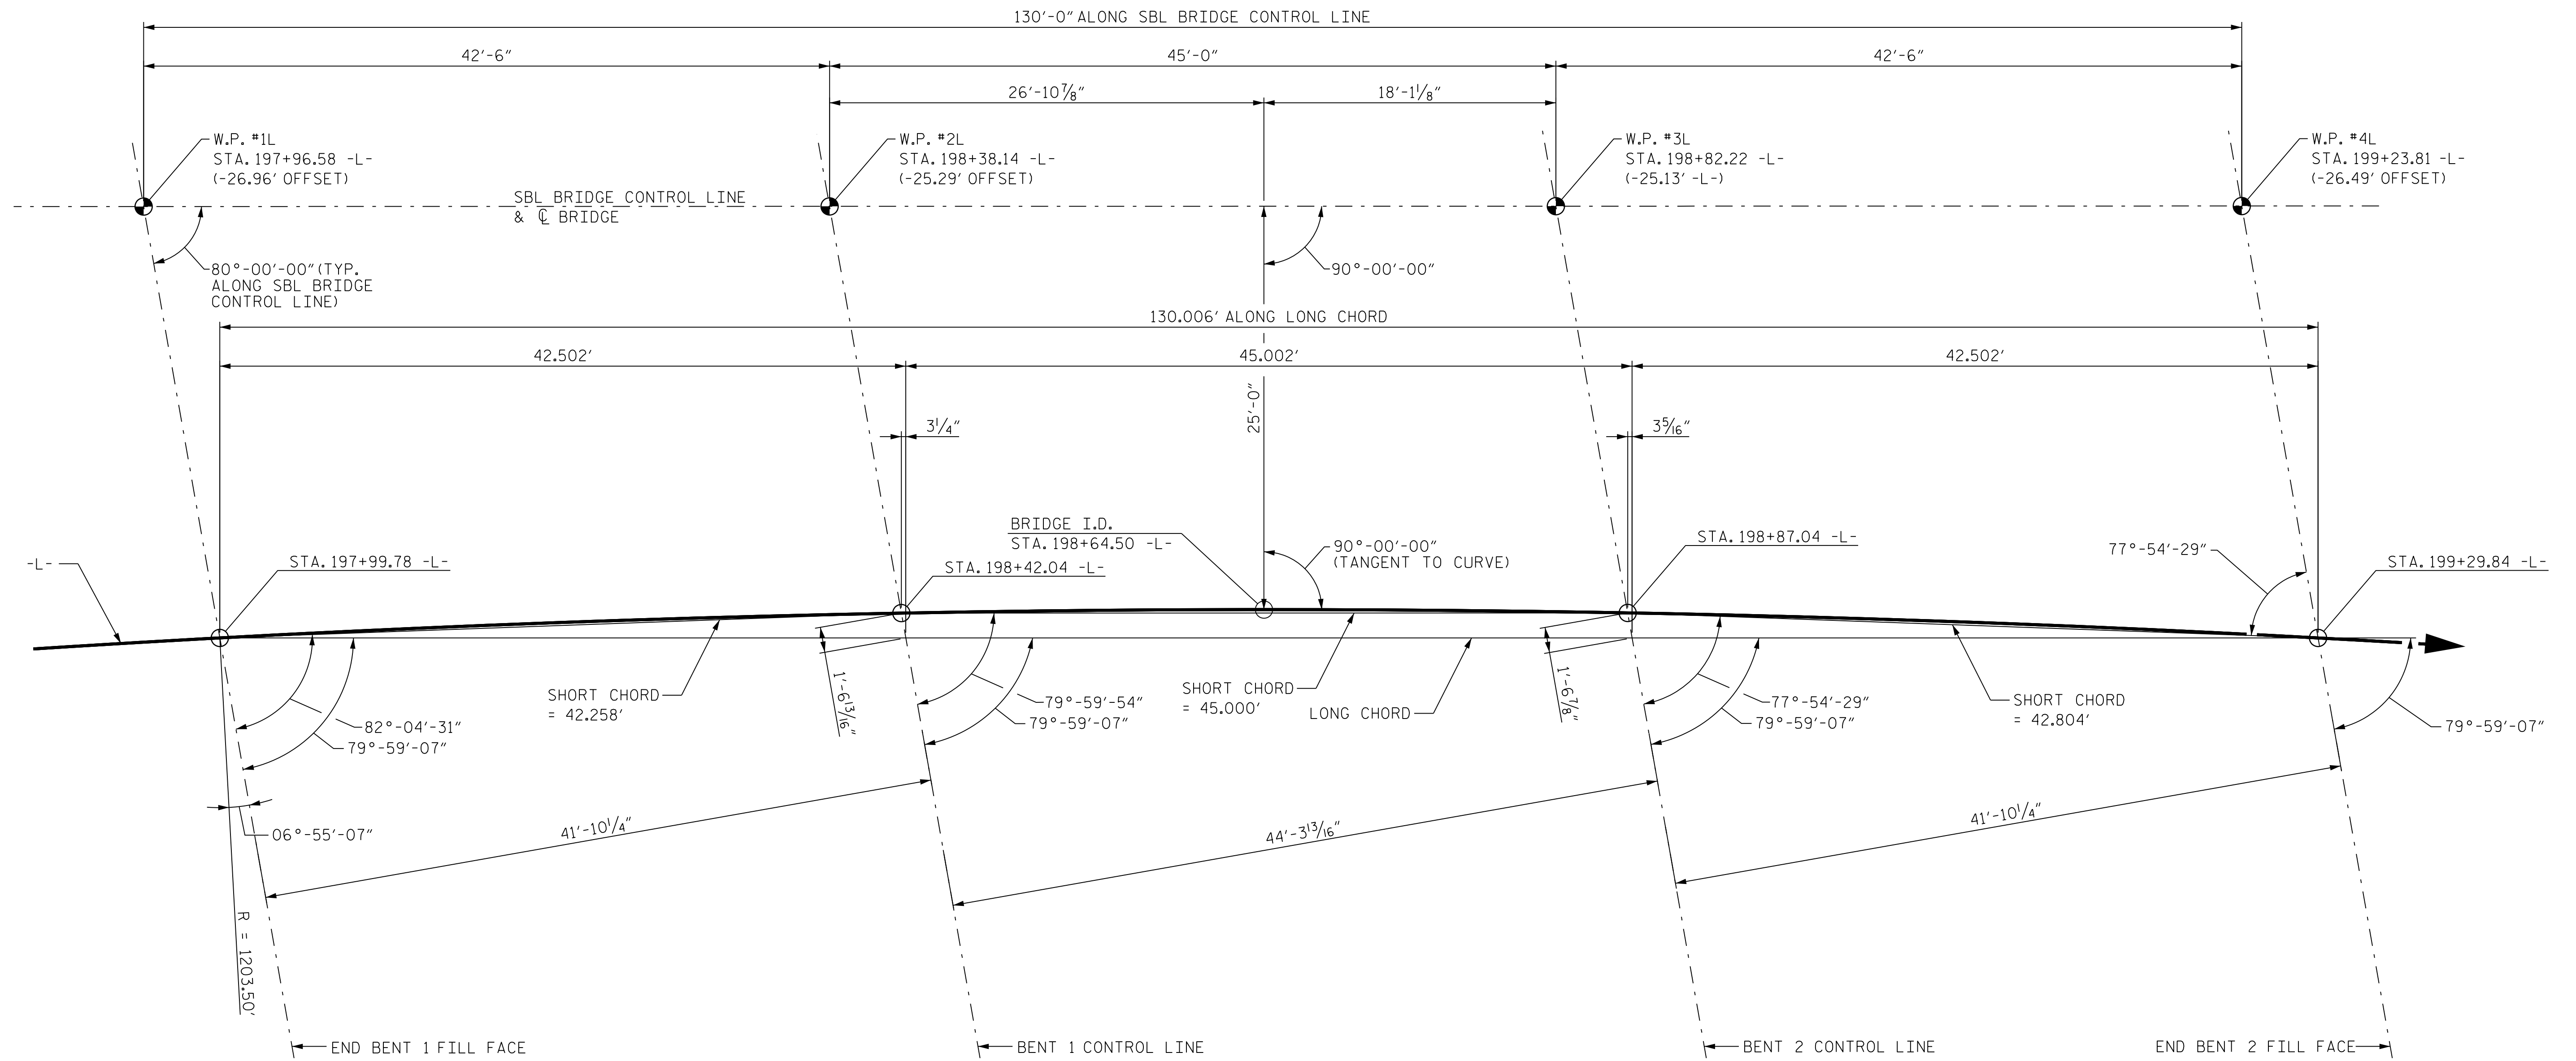 130'-0" ALONG SBL BRIDGE CONTROL LINE
42'-6"
45'-0"
42'-6"
26'-10⅞"
18'-1⅛"
W.P. #1L
STA. 197+96.58 -L-
(-26.96' OFFSET)
W.P. #2L
STA. 198+38.14 -L-
(-25.29' OFFSET)
W.P. #3L
STA. 198+82.22 -L-
(-25.13' -L-)
W.P. #4L
STA. 199+23.81 -L-
(-26.49' OFFSET)
SBL BRIDGE CONTROL LINE
& ℄ BRIDGE
80°-00'-00" (TYP.
ALONG SBL BRIDGE
CONTROL LINE)
90°-00'-00"
130.006' ALONG LONG CHORD
42.502'
45.002'
42.502'
25'-0"
3¼"
3 5/16"
BRIDGE I.D.
STA. 198+64.50 -L-
90°-00'-00"
(TANGENT TO CURVE)
-L-
STA. 197+99.78 -L-
STA. 198+42.04 -L-
STA. 198+87.04 -L-
77°-54'-29"
STA. 199+29.84 -L-
SHORT CHORD
= 42.258'
1'-6 13/16"
79°-59'-54"
79°-59'-07"
SHORT CHORD
= 45.000'
LONG CHORD
1'-6⅞"
77°-54'-29"
79°-59'-07"
SHORT CHORD
= 42.804'
79°-59'-07"
82°-04'-31"
79°-59'-07"
06°-55'-07"
41'-10¼"
44'-3 13/16"
41'-10¼"
R = 1203.50'
END BENT 1 FILL FACE
BENT 1 CONTROL LINE
BENT 2 CONTROL LINE
END BENT 2 FILL FACE